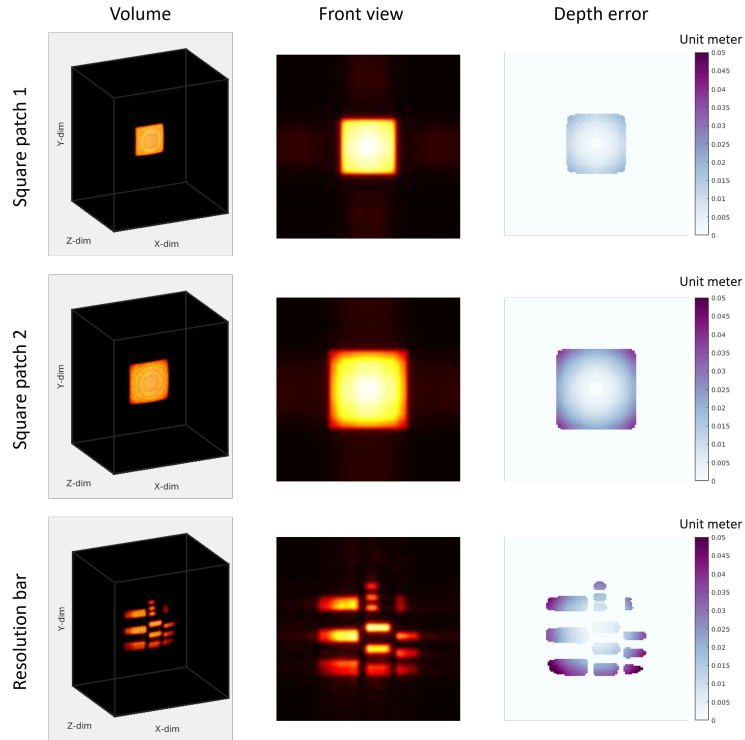 Volume Front view Depth error
Square patch 1
Y-dim
Z-dim X-dim
Unit meter
0.05
0.045
0.04
0.035
0.03
0.025
0.02
0.015
0.01
0.005
0
Square patch 2
Y-dim
Z-dim X-dim
Unit meter
0.05
0.045
0.04
0.035
0.03
0.025
0.02
0.015
0.01
0.005
0
Resolution bar
Y-dim
Z-dim X-dim
Unit meter
0.05
0.045
0.04
0.035
0.03
0.025
0.02
0.015
0.01
0.005
0